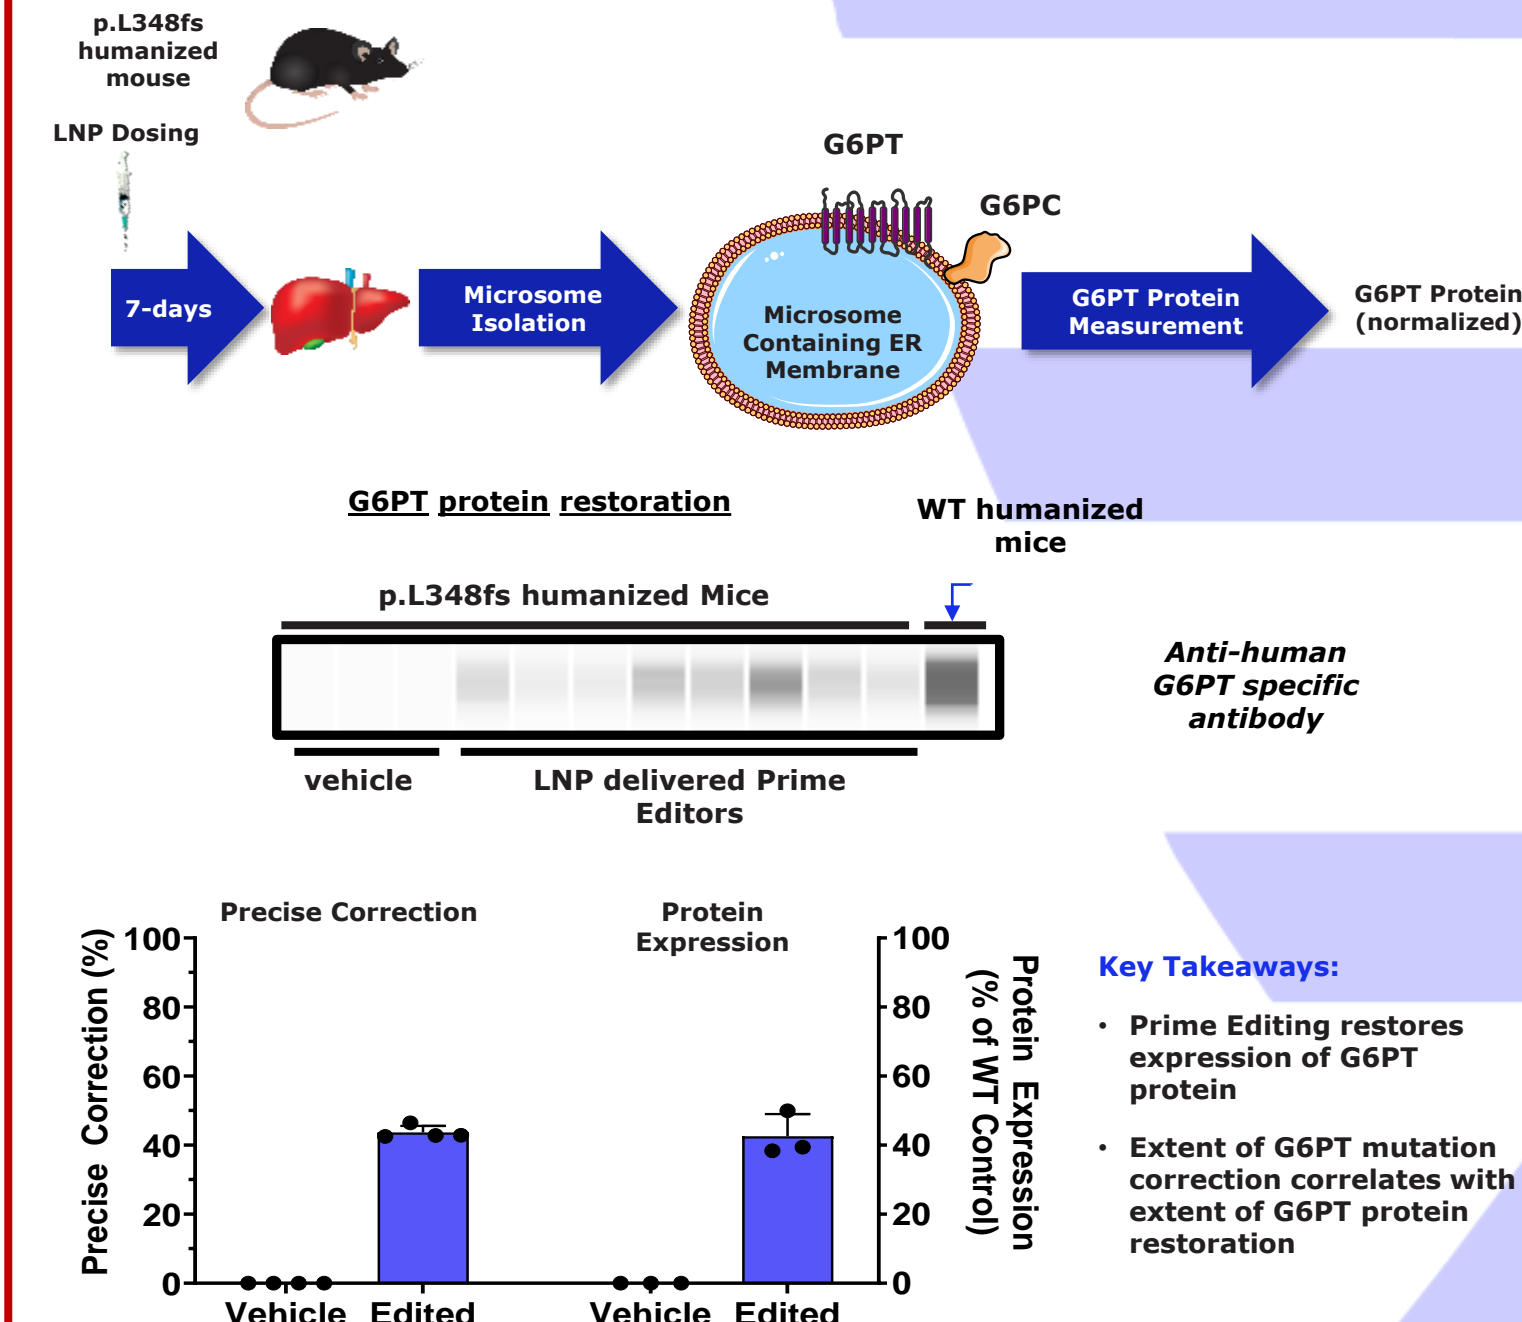 p.L348fs
humanized
mouse
LNP Dosing
7-days
Microsome
Isolation
G6PT
G6PC
Microsome
Containing ER
Membrane
G6PT Protein
Measurement
G6PT Protein
(normalized)
G6PT protein restoration
WT humanized
mice
p.L348fs humanized Mice
vehicle
LNP delivered Prime
Editors
Anti-human
G6PT specific
antibody
Precise Correction
Precise Correction (%)
100
80
60
40
20
0
Vehicle Edited
Protein
Expression
100
80
60
40
20
0
Protein Expression
(% of WT Control)
Vehicle Edited
Key Takeaways:
• Prime Editing restores
expression of G6PT
protein
• Extent of G6PT mutation
correction correlates with
extent of G6PT protein
restoration